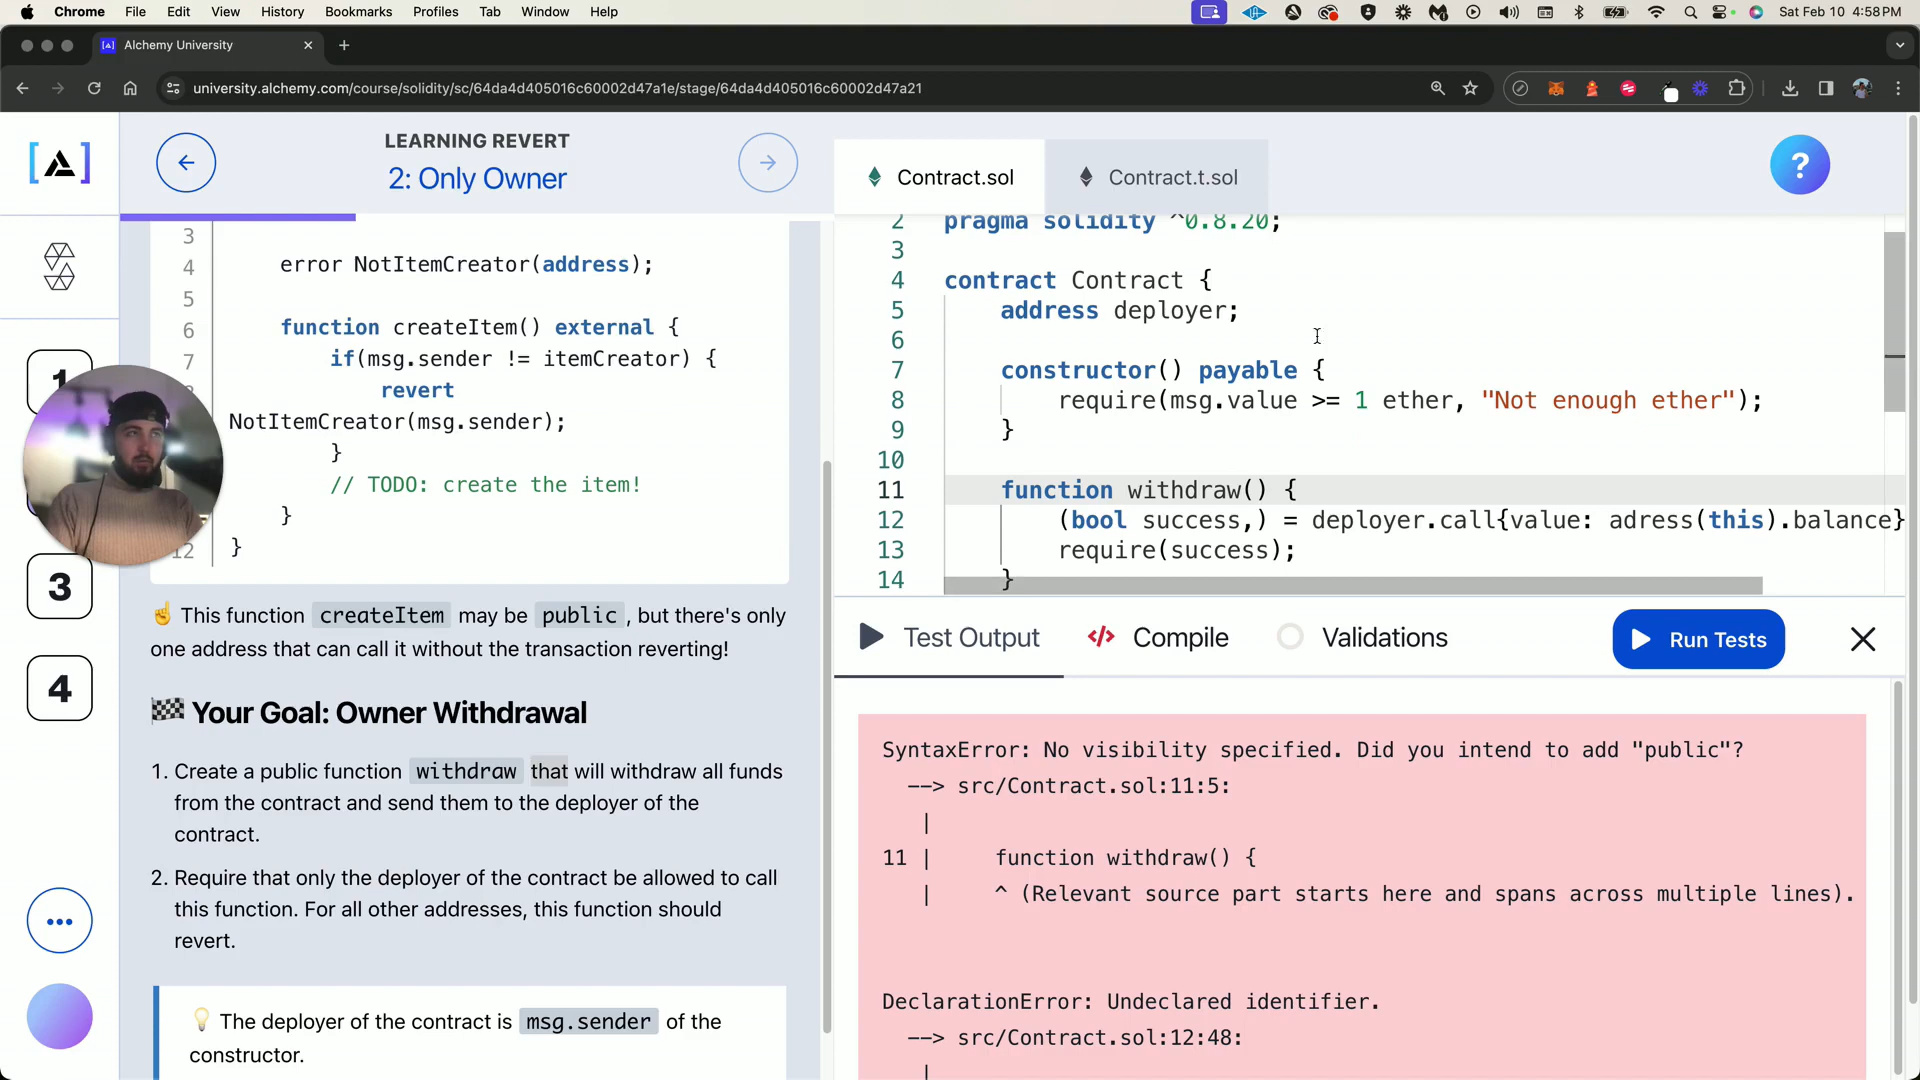 Chrome File Edit View History Bookmarks Profiles Tab Window Help Sat Feb 10 4:58 PM
Alchemy University
university.alchemy.com/course/solidity/sc/64da4d405016c60002d47a1e/stage/64da4d405016c60002d47a21
LEARNING REVERT
2: Only Owner
Contract.sol
Contract.t.sol
?
3
4 error NotItemCreator(address);
5
6 function createItem() external {
7 if(msg.sender != itemCreator) {
revert
NotItemCreator(msg.sender);
}
// TODO: create the item!
}
12 }
☝️ This function createItem may be public, but there's only
one address that can call it without the transaction reverting!
🏁 Your Goal: Owner Withdrawal
1. Create a public function withdraw that will withdraw all funds
from the contract and send them to the deployer of the
contract.
2. Require that only the deployer of the contract be allowed to call
this function. For all other addresses, this function should
revert.
💡 The deployer of the contract is msg.sender of the
constructor.
1
3
4
2 pragma solidity ^0.8.20;
3
4 contract Contract {
5 address deployer;
6
7 constructor() payable {
8 require(msg.value >= 1 ether, "Not enough ether");
9 }
10
11 function withdraw() {
12 (bool success,) = deployer.call{value: adress(this).balance}
13 require(success);
14 }
Test Output
Compile
Validations
Run Tests
SyntaxError: No visibility specified. Did you intend to add "public"?
--> src/Contract.sol:11:5:
|
11 | function withdraw() {
| ^ (Relevant source part starts here and spans across multiple lines).
DeclarationError: Undeclared identifier.
--> src/Contract.sol:12:48:
|